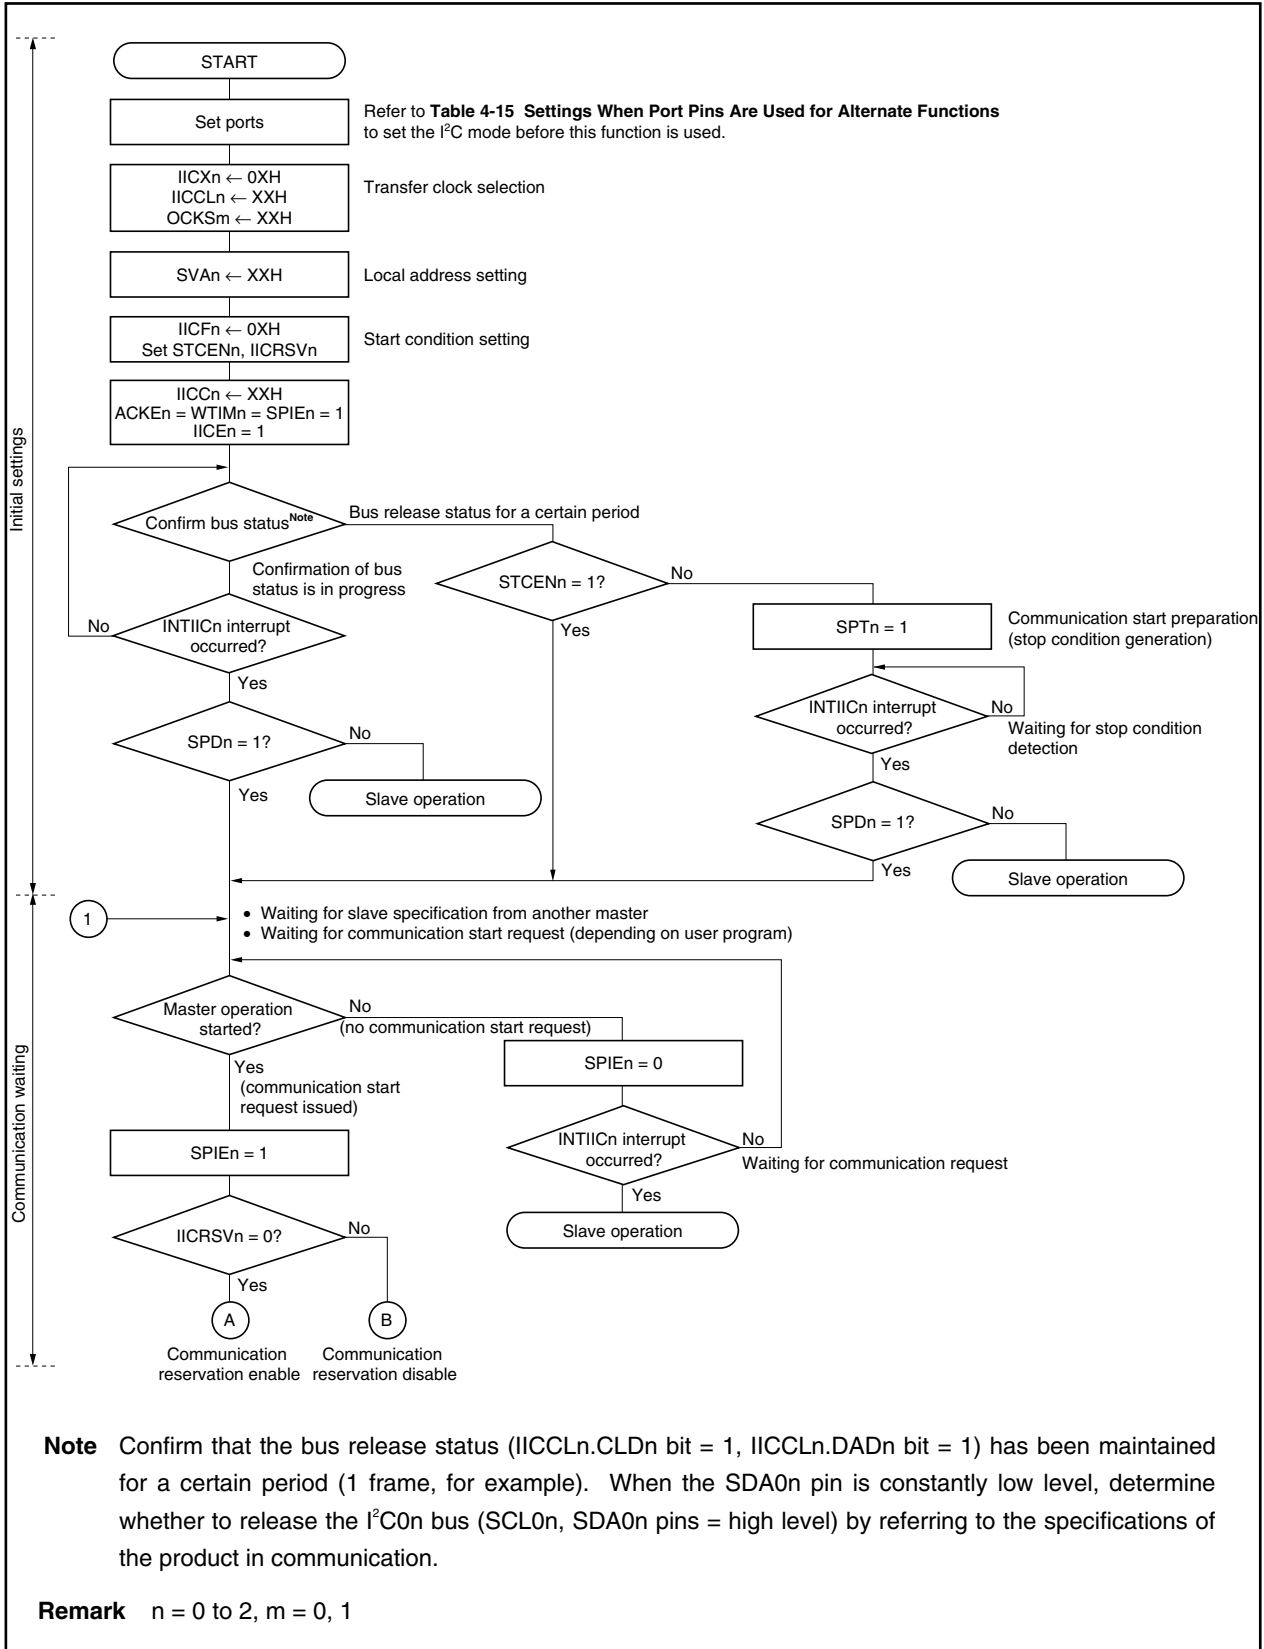 START
Set ports
Refer to Table 4-15 Settings When Port Pins Are Used for Alternate Functions
to set the I²C mode before this function is used.
IICXn ← 0XH
IICCLn ← XXH
OCKSm ← XXH
Transfer clock selection
SVAn ← XXH
Local address setting
IICFn ← 0XH
Set STCENn, IICRSVn
Start condition setting
IICCn ← XXH
ACKEn = WTIMn = SPIEn = 1
IICEn = 1
Initial settings
Confirm bus statusNote
Bus release status for a certain period
Confirmation of bus
status is in progress
STCENn = 1?
No
Yes
SPTn = 1
Communication start preparation
(stop condition generation)
No
INTIICn interrupt
occurred?
Yes
INTIICn interrupt
occurred?
No
Waiting for stop condition
detection
Yes
SPDn = 1?
No
Slave operation
Yes
SPDn = 1?
No
Slave operation
Yes
1
• Waiting for slave specification from another master
• Waiting for communication start request (depending on user program)
Communication waiting
Master operation
started?
No
(no communication start request)
Yes
(communication start
request issued)
SPIEn = 0
SPIEn = 1
INTIICn interrupt
occurred?
No
Waiting for communication request
Yes
Slave operation
IICRSVn = 0?
No
Yes
A
B
Communication
reservation enable
Communication
reservation disable
Note Confirm that the bus release status (IICCLn.CLDn bit = 1, IICCLn.DADn bit = 1) has been maintained
for a certain period (1 frame, for example). When the SDA0n pin is constantly low level, determine
whether to release the I²C0n bus (SCL0n, SDA0n pins = high level) by referring to the specifications of
the product in communication.
Remark n = 0 to 2, m = 0, 1